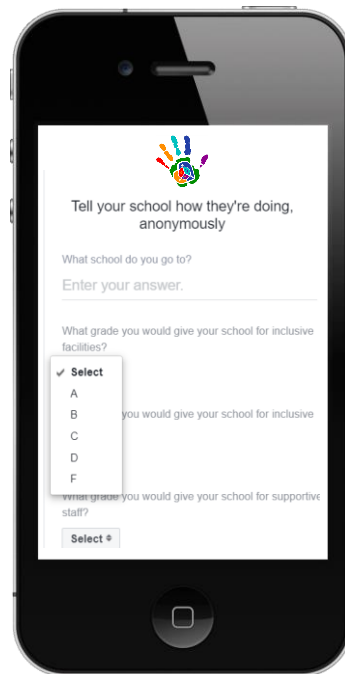 Tell your school how they're doing,
anonymously
What school do you go to?
Enter your answer.
What grade you would give your school for inclusive
facilities?
Select
A
B
you would give your school for inclusive
C
D
F
What grade you would give your school for supportive
staff?
Select